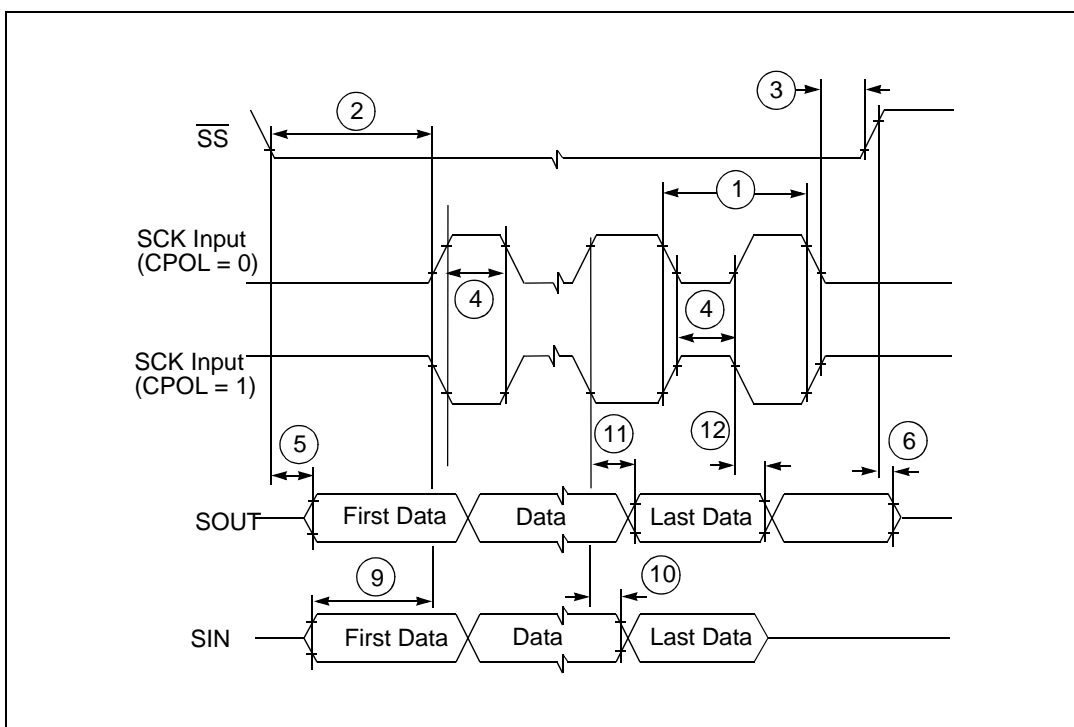 2
3
SS
1
SCK Input
(CPOL = 0)
4
4
SCK Input
(CPOL = 1)
5
11
12
6
SOUT
First Data
Data
Last Data
9
10
SIN
First Data
Data
Last Data